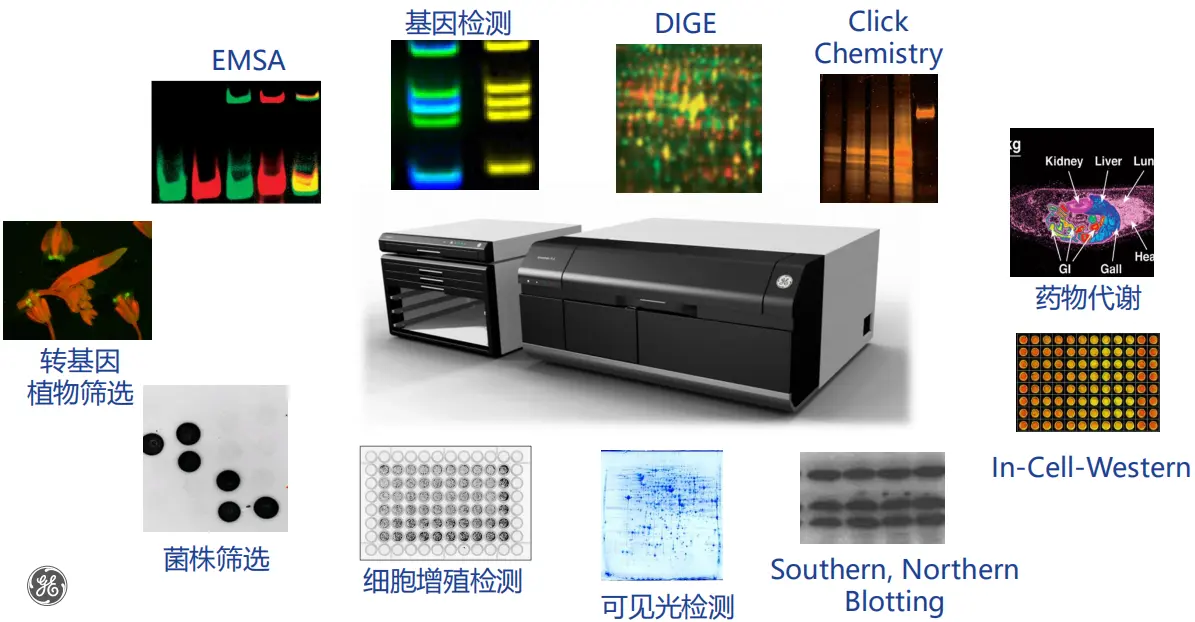 基因检测
DIGE
Click
Chemistry
EMSA
kg
Kidney Liver Lun
GI Gall Hea
药物代谢
转基因
植物筛选
In-Cell-Western
菌株筛选
细胞增殖检测
可见光检测
Southern, Northern
Blotting
GE